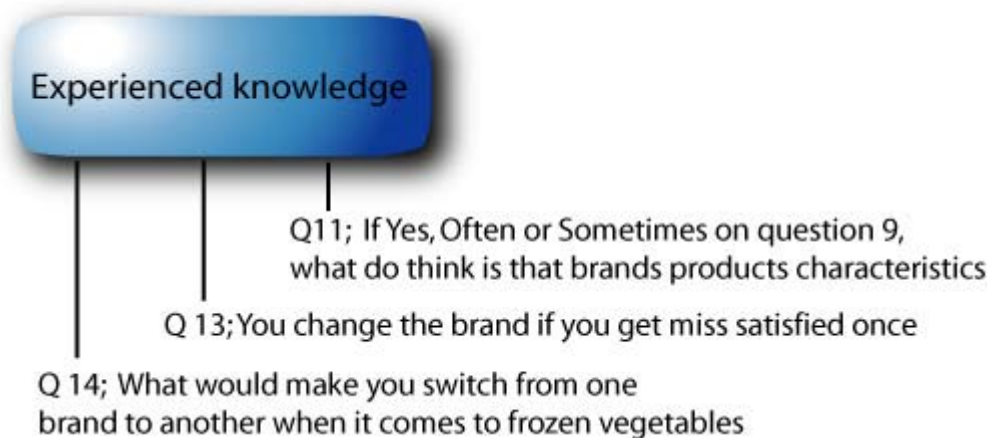 Experienced knowledge
Q11; If Yes, Often or Sometimes on question 9,
what do think is that brands products characteristics
Q 13; You change the brand if you get miss satisfied once
Q 14; What would make you switch from one
brand to another when it comes to frozen vegetables